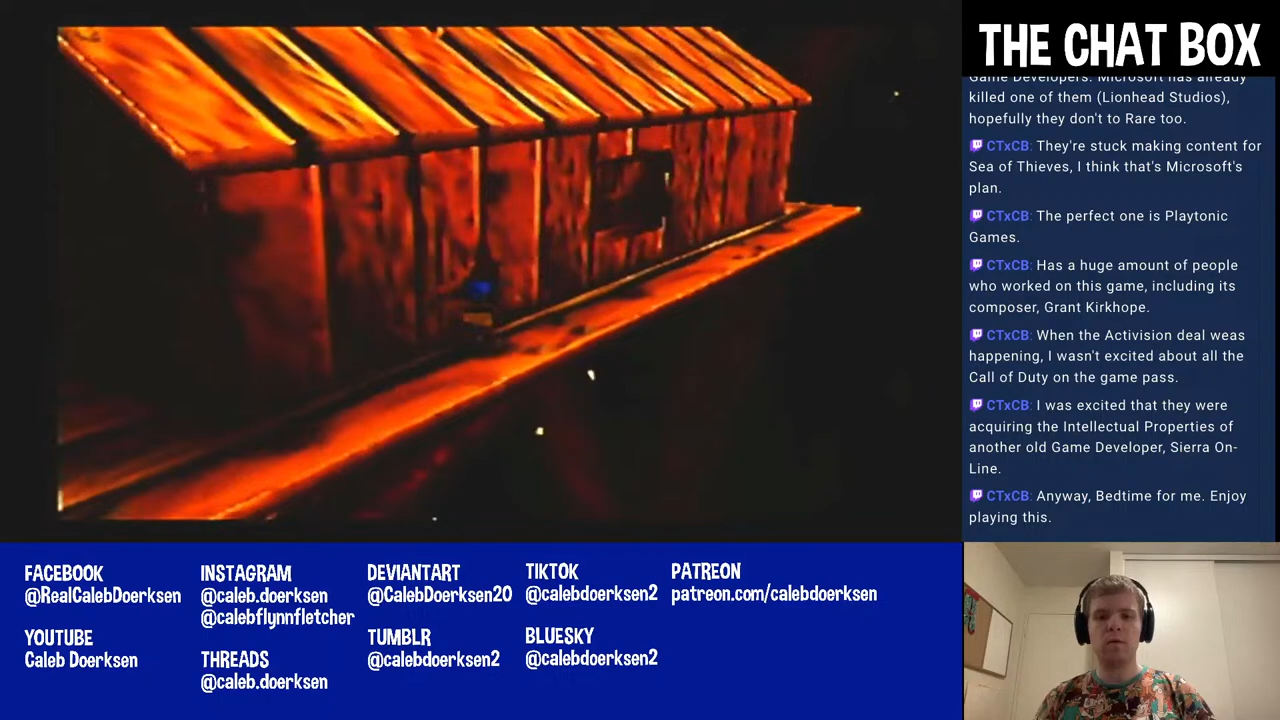 THE CHAT BOX
Game Developers. Microsoft has already
killed one of them (Lionhead Studios),
hopefully they don't to Rare too.
CTxCB: They're stuck making content for
Sea of Thieves, I think that's Microsoft's
plan.
CTxCB: The perfect one is Playtonic
Games.
CTxCB: Has a huge amount of people
who worked on this game, including its
composer, Grant Kirkhope.
CTxCB: When the Activision deal weas
happening, I wasn't excited about all the
Call of Duty on the game pass.
CTxCB: I was excited that they were
acquiring the Intellectual Properties of
another old Game Developer, Sierra On-
Line.
CTxCB: Anyway, Bedtime for me. Enjoy
playing this.
FACEBOOK
@RealCalebDoerksen
YOUTUBE
Caleb Doerksen
INSTAGRAM
@caleb.doerksen
@calebflynnfletcher
THREADS
@caleb.doerksen
DEVIANTART
@CalebDoerksen20
TUMBLR
@calebdoerksen2
TIKTOK
@calebdoerksen2
BLUESKY
@calebdoerksen2
PATREON
patreon.com/calebdoerksen